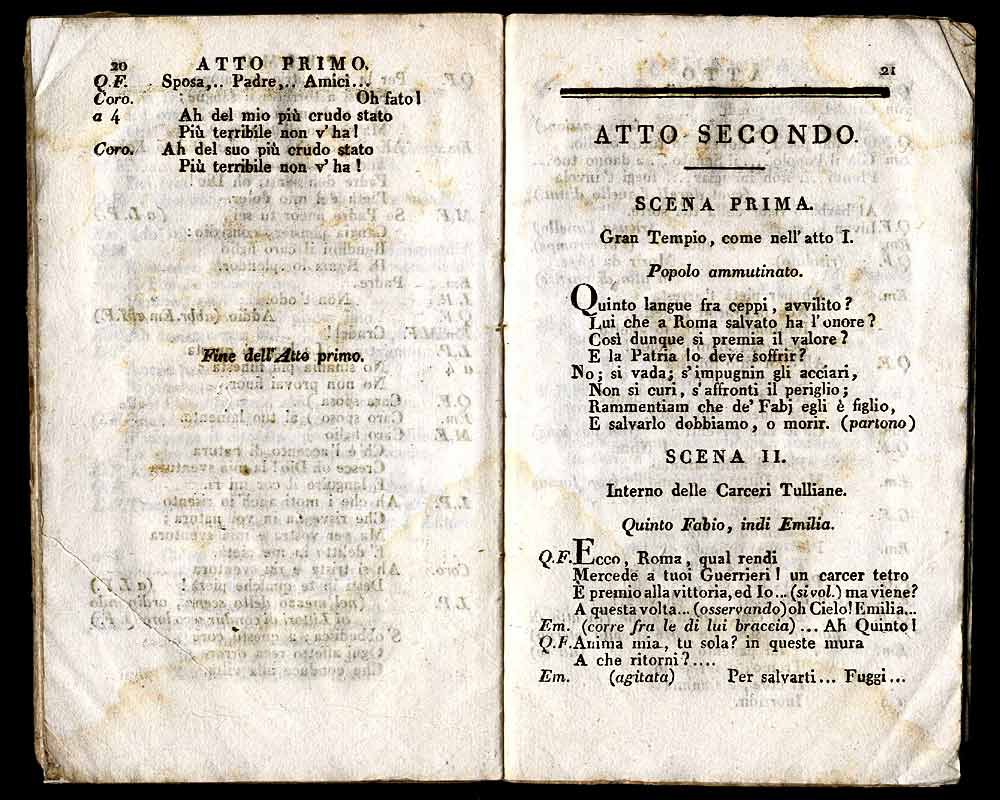 20 ATTO PRIMO.
Q.F. Sposa,.. Padre,.. Amici...
Coro. Oh fato!
a 4 Ah del mio più crudo stato
Più terribile non v'ha!
Coro. Ah del suo più crudo stato
Più terribile non v'ha!
Fine dell'Atto primo.
21
ATTO SECONDO.
SCENA PRIMA.
Gran Tempio, come nell'atto I.
Popolo ammutinato.
Quinto langue fra ceppi, avvilito?
Lui che a Roma salvato ha l'onore?
Così dunque si premia il valore?
E la Patria lo deve soffrir?
No; si vada; s'impugnin gli acciari,
Non si curi, s'affronti il periglio;
Rammentiam che de' Fabj egli è figlio,
E salvarlo dobbiamo, o morir. (partono)
SCENA II.
Interno delle Carceri Tulliane.
Quinto Fabio, indi Emilia.
Q.F. Ecco, Roma, qual rendi
Mercede a tuoi Guerrieri! un carcer tetro
È premio alla vittoria, ed Io... (si vol.) ma viene?
A questa volta... (osservando) oh Cielo! Emilia...
Em. (corre fra le di lui braccia) ... Ah Quinto!
Q.F. Anima mia, tu sola? in queste mura
A che ritorni?....
Em. (agitata) Per salvarti... Fuggi...